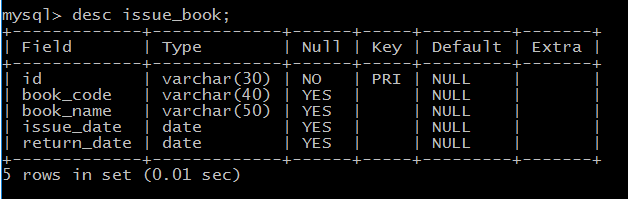 mysql> desc issue_book;
+-------------+-------------+------+-----+---------+-------+
| Field       | Type        | Null | Key | Default | Extra |
+-------------+-------------+------+-----+---------+-------+
| id          | varchar(30) | NO   | PRI | NULL    |       |
| book_code   | varchar(40) | YES  |     | NULL    |       |
| book_name   | varchar(50) | YES  |     | NULL    |       |
| issue_date  | date        | YES  |     | NULL    |       |
| return_date | date        | YES  |     | NULL    |       |
+-------------+-------------+------+-----+---------+-------+
5 rows in set (0.01 sec)